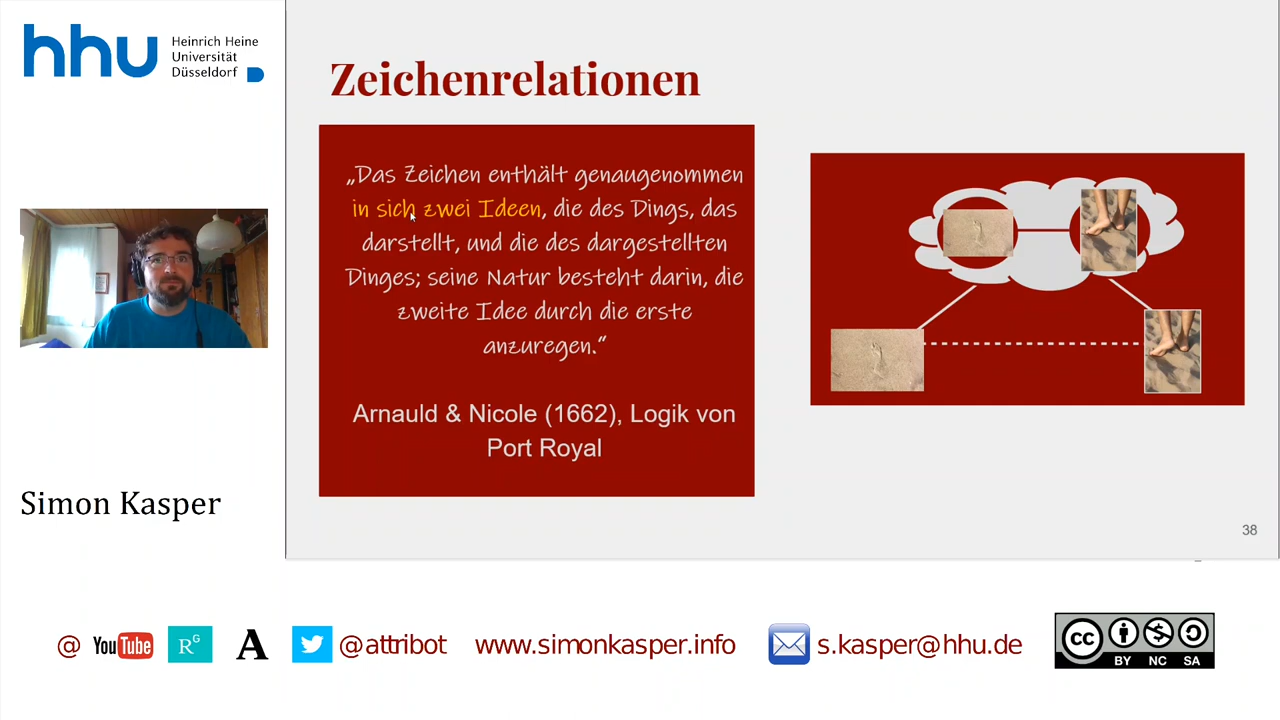 hhu
Heinrich Heine
Universität
Düsseldorf
Zeichenrelationen
„Das Zeichen enthält genaugenommen
in sich zwei Ideen, die des Dings, das
darstellt, und die des dargestellten
Dinges; seine Natur besteht darin, die
zweite Idee durch die erste
anzuregen.“
Arnauld & Nicole (1662), Logik von
Port Royal
38
Simon Kasper
@ YouTube RG A @attribot www.simonkasper.info s.kasper@hhu.de
cc
BY NC SA